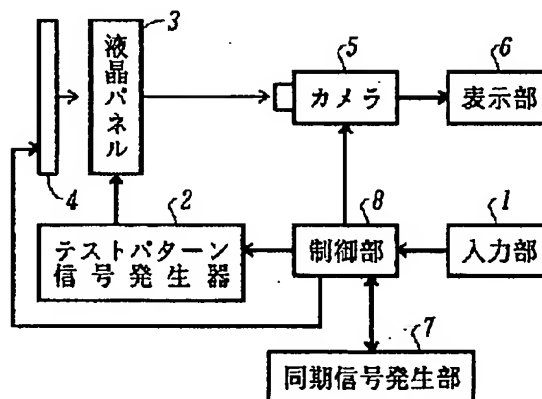 3
液晶パネル
5
カメラ
6
表示部
4
2
テストパターン
信号発生器
8
制御部
1
入力部
7
同期信号発生部